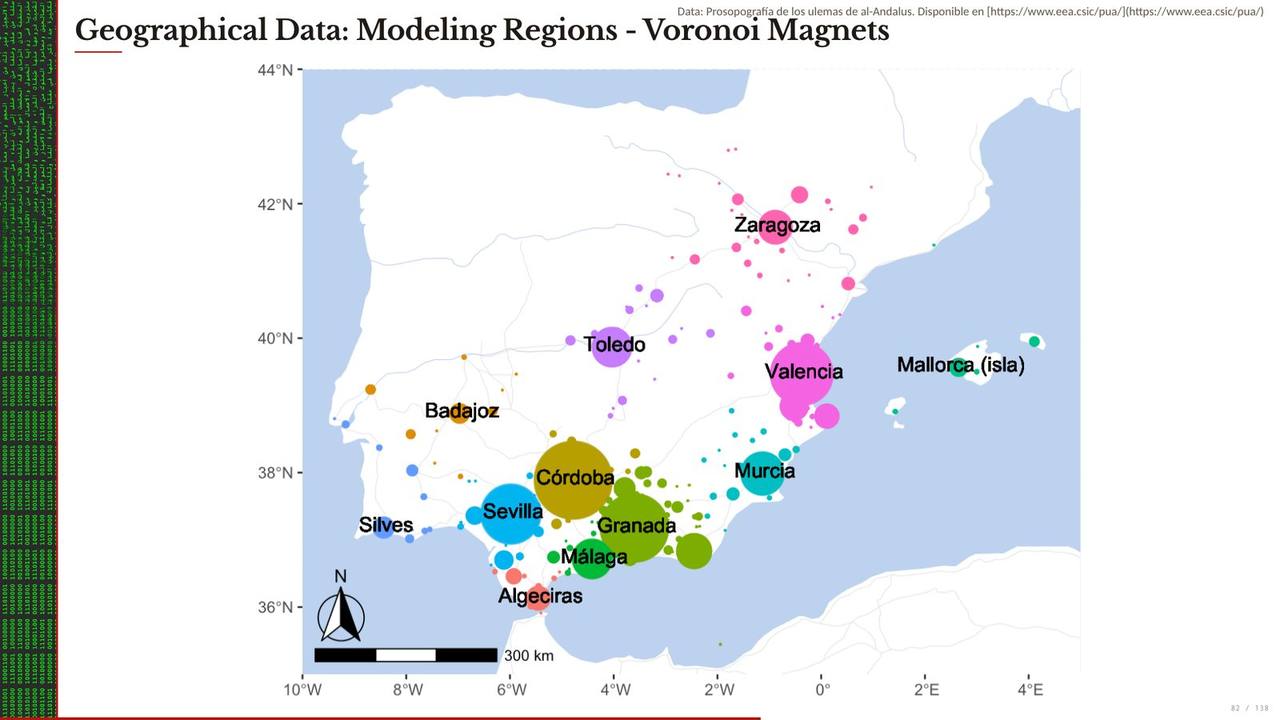 Data: Prosopografía de los ulemas de al-Andalus. Disponible en [https://www.eea.csic/pua/](https://www.eea.csic/pua/)
Geographical Data: Modeling Regions - Voronoi Magnets
44°N
42°N
Zaragoza
40°N
Toledo
Valencia
Mallorca (isla)
Badajoz
38°N
Córdoba
Murcia
Sevilla
Silves
Granada
Málaga
N
Algeciras
36°N
300 km
10°W
8°W
6°W
4°W
2°W
0°
2°E
4°E
82 / 138